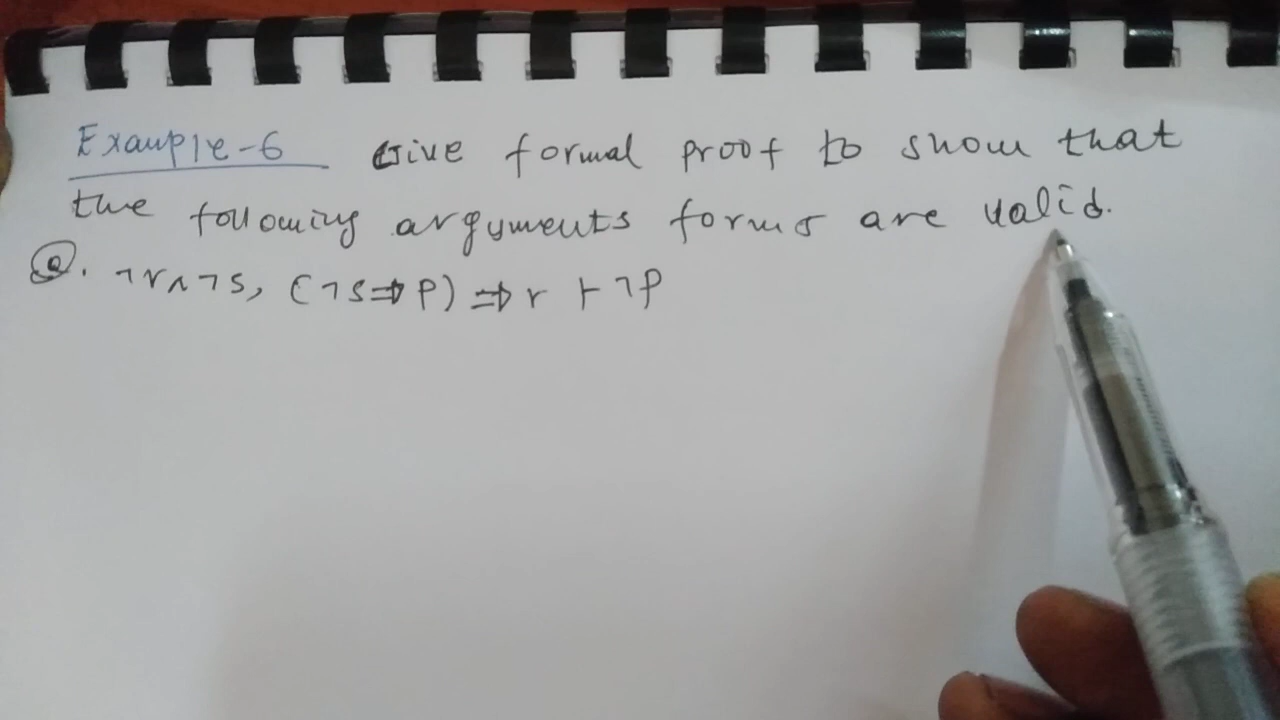 Example-6 Give formal proof to show that
the following arguments forms are valid.
a. ¬r∧¬s, (¬s⇒p)⇒r ⊢ ¬p